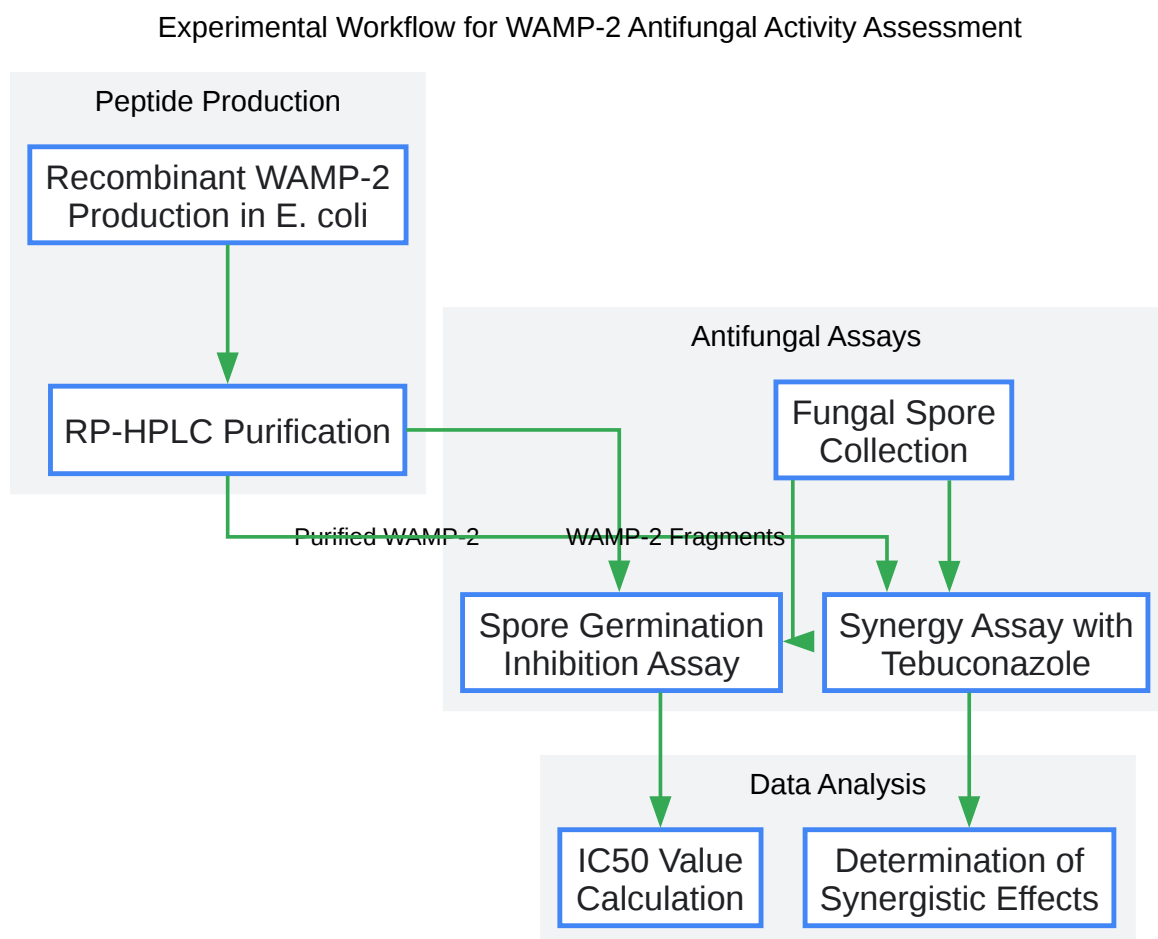 Experimental Workflow for WAMP-2 Antifungal Activity Assessment
Peptide Production
Recombinant WAMP-2
Production in E. coli
RP-HPLC Purification
Antifungal Assays
Fungal Spore
Collection
Purified WAMP-2
WAMP-2 Fragments
Spore Germination
Inhibition Assay
Synergy Assay with
Tebuconazole
Data Analysis
IC50 Value
Calculation
Determination of
Synergistic Effects